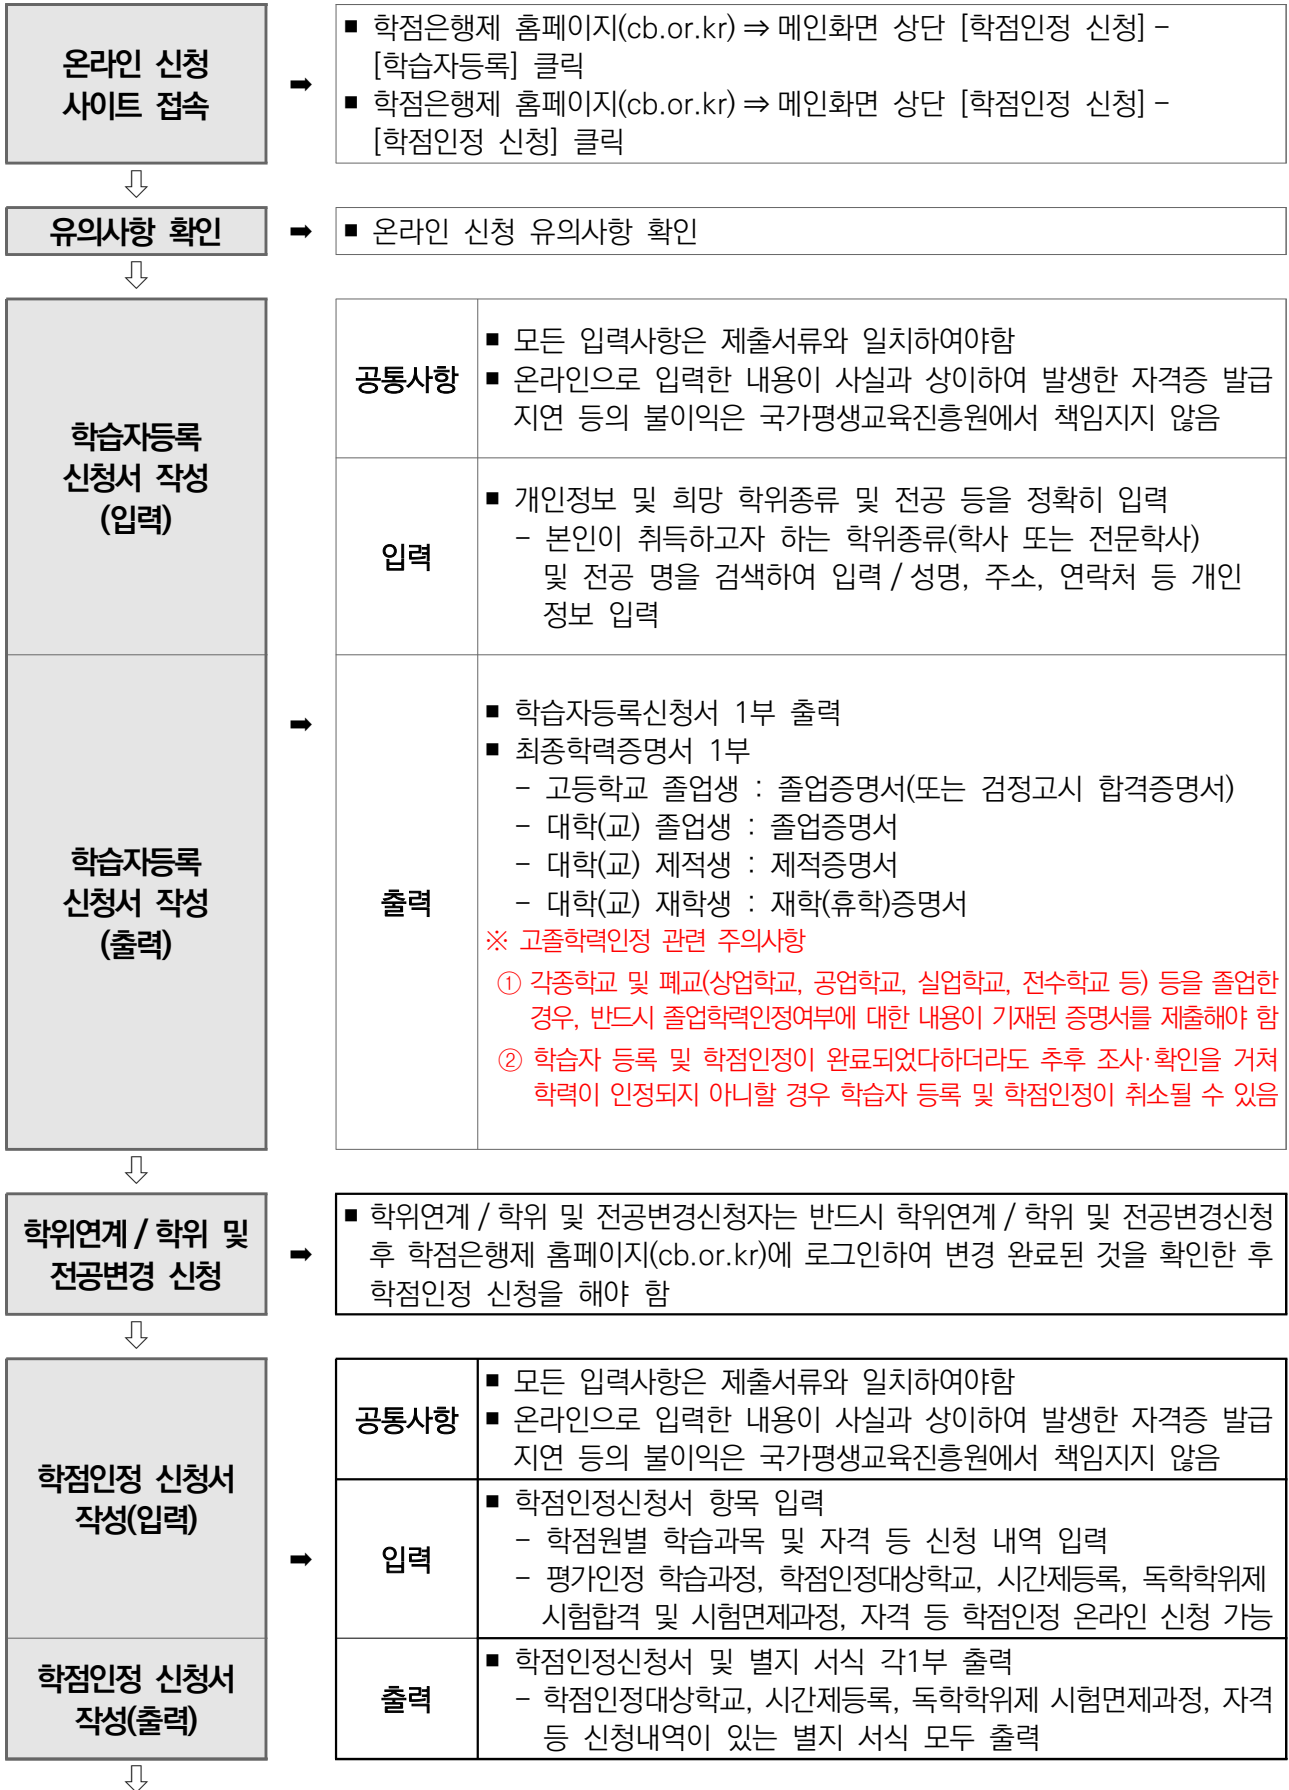 온라인 신청
사이트 접속
➡
■ 학점은행제 홈페이지(cb.or.kr) ⇒ 메인화면 상단 [학점인정 신청] –
[학습자등록] 클릭
■ 학점은행제 홈페이지(cb.or.kr) ⇒ 메인화면 상단 [학점인정 신청] –
[학점인정 신청] 클릭
⇩
유의사항 확인
➡
■ 온라인 신청 유의사항 확인
⇩
학습자등록
신청서 작성
(입력)
공통사항
■ 모든 입력사항은 제출서류와 일치하여야함
■ 온라인으로 입력한 내용이 사실과 상이하여 발생한 자격증 발급
지연 등의 불이익은 국가평생교육진흥원에서 책임지지 않음
입력
■ 개인정보 및 희망 학위종류 및 전공 등을 정확히 입력
– 본인이 취득하고자 하는 학위종류(학사 또는 전문학사)
및 전공 명을 검색하여 입력 / 성명, 주소, 연락처 등 개인
정보 입력
학습자등록
신청서 작성
(출력)
➡
출력
■ 학습자등록신청서 1부 출력
■ 최종학력증명서 1부
– 고등학교 졸업생 : 졸업증명서(또는 검정고시 합격증명서)
– 대학(교) 졸업생 : 졸업증명서
– 대학(교) 제적생 : 제적증명서
– 대학(교) 재학생 : 재학(휴학)증명서
※ 고졸학력인정 관련 주의사항
① 각종학교 및 폐교(상업학교, 공업학교, 실업학교, 전수학교 등) 등을 졸업한
경우, 반드시 졸업학력인정여부에 대한 내용이 기재된 증명서를 제출해야 함
② 학습자 등록 및 학점인정이 완료되었다하더라도 추후 조사·확인을 거쳐
학력이 인정되지 아니할 경우 학습자 등록 및 학점인정이 취소될 수 있음
⇩
학위연계 / 학위 및
전공변경 신청
➡
■ 학위연계 / 학위 및 전공변경신청자는 반드시 학위연계 / 학위 및 전공변경신청
후 학점은행제 홈페이지(cb.or.kr)에 로그인하여 변경 완료된 것을 확인한 후
학점인정 신청을 해야 함
⇩
학점인정 신청서
작성(입력)
공통사항
■ 모든 입력사항은 제출서류와 일치하여야함
■ 온라인으로 입력한 내용이 사실과 상이하여 발생한 자격증 발급
지연 등의 불이익은 국가평생교육진흥원에서 책임지지 않음
➡
입력
■ 학점인정신청서 항목 입력
– 학점원별 학습과목 및 자격 등 신청 내역 입력
– 평가인정 학습과정, 학점인정대상학교, 시간제등록, 독학학위제
시험합격 및 시험면제과정, 자격 등 학점인정 온라인 신청 가능
학점인정 신청서
작성(출력)
출력
■ 학점인정신청서 및 별지 서식 각1부 출력
– 학점인정대상학교, 시간제등록, 독학학위제 시험면제과정, 자격
등 신청내역이 있는 별지 서식 모두 출력
⇩